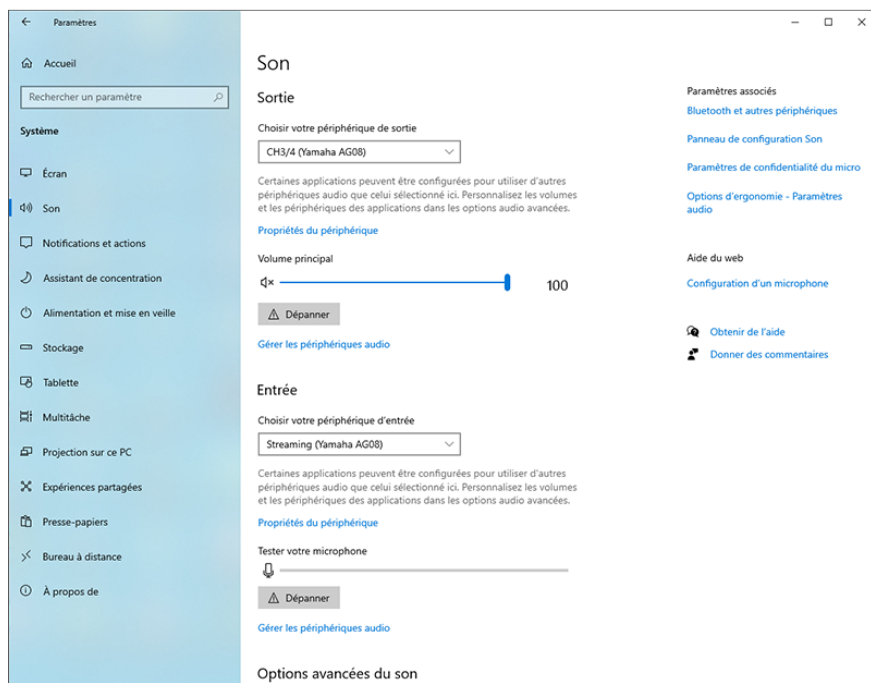 Paramètres
Accueil
Rechercher un paramètre
Système
Écran
Son
Notifications et actions
Assistant de concentration
Alimentation et mise en veille
Stockage
Tablette
Multitâche
Projection sur ce PC
Expériences partagées
Presse-papiers
Bureau à distance
À propos de
Son
Sortie
Choisir votre périphérique de sortie
CH3/4 (Yamaha AG08)
Certaines applications peuvent être configurées pour utiliser d'autres
périphériques audio que celui sélectionné ici. Personnalisez les volumes
et les périphériques des applications dans les options audio avancées.
Propriétés du périphérique
Volume principal
100
Dépanner
Gérer les périphériques audio
Entrée
Choisir votre périphérique d'entrée
Streaming (Yamaha AG08)
Certaines applications peuvent être configurées pour utiliser d'autres
périphériques audio que celui sélectionné ici. Personnalisez les volumes
et les périphériques des applications dans les options audio avancées.
Propriétés du périphérique
Tester votre microphone
Dépanner
Gérer les périphériques audio
Options avancées du son
Paramètres associés
Bluetooth et autres périphériques
Panneau de configuration Son
Paramètres de confidentialité du micro
Options d'ergonomie - Paramètres
audio
Aide du web
Configuration d'un microphone
Obtenir de l'aide
Donner des commentaires